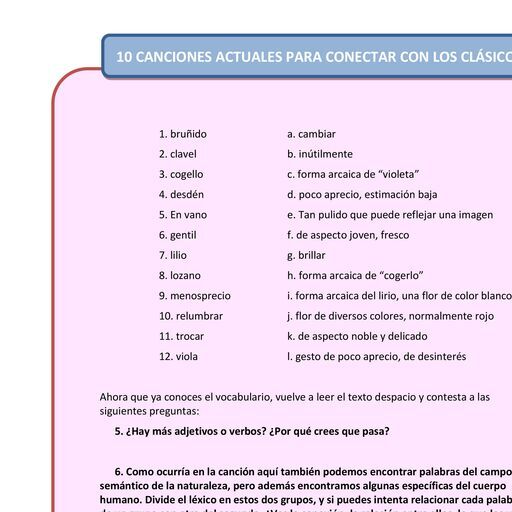 10 CANCIONES ACTUALES PARA CONECTAR CON LOS CLÁSICO
1. bruñido a. cambiar
2. clavel b. inútilmente
3. cogello c. forma arcaica de “violeta”
4. desdén d. poco aprecio, estimación baja
5. En vano e. Tan pulido que puede reflejar una imagen
6. gentil f. de aspecto joven, fresco
7. lilio g. brillar
8. lozano h. forma arcaica de “cogerlo”
9. menosprecio i. forma arcaica del lirio, una flor de color blanco
10. relumbrar j. flor de diversos colores, normalmente rojo
11. trocar k. de aspecto noble y delicado
12. viola l. gesto de poco aprecio, de desinterés
Ahora que ya conoces el vocabulario, vuelve a leer el texto despacio y contesta a las
siguientes preguntas:
5. ¿Hay más adjetivos o verbos? ¿Por qué crees que pasa?
6. Como ocurría en la canción aquí también podemos encontrar palabras del campo
semántico de la naturaleza, pero además encontramos algunas específicas del cuerpo
humano. Divide el léxico en estos dos grupos, y si puedes intenta relacionar cada palab